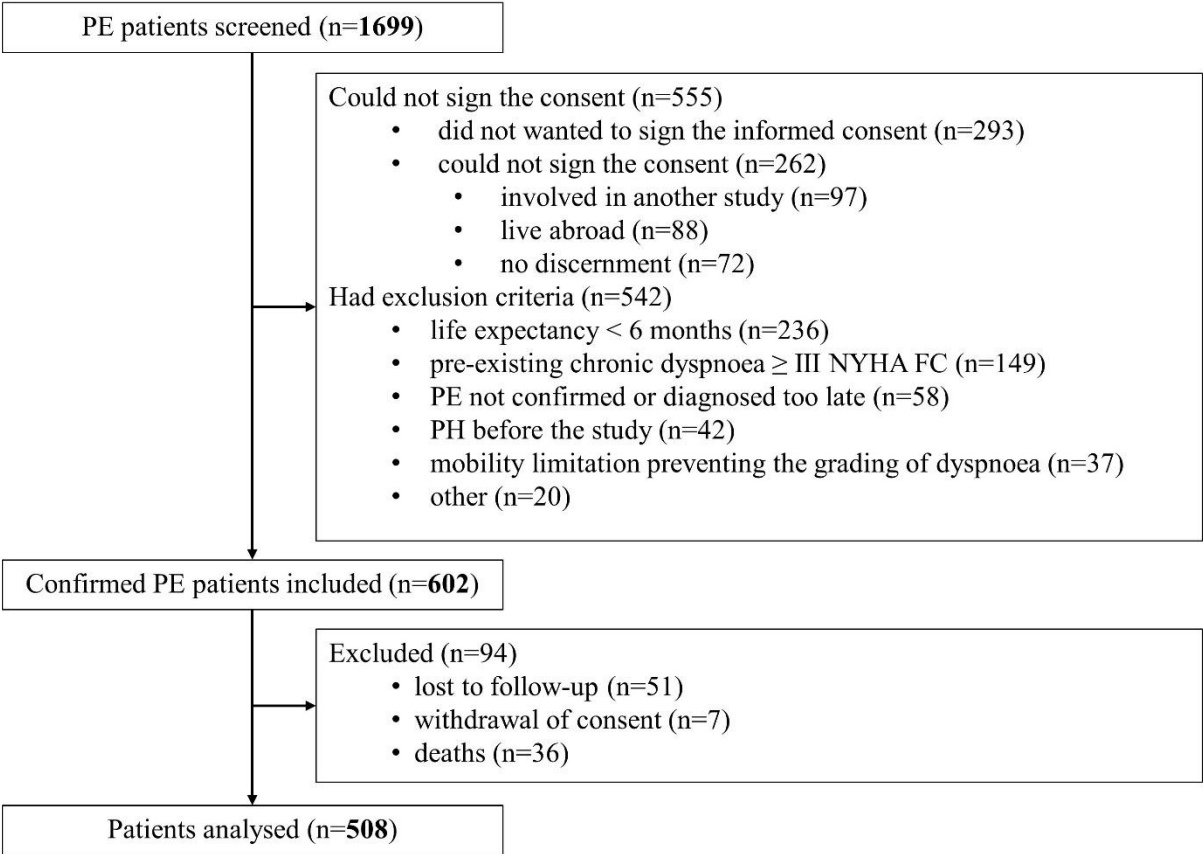 PE patients screened (n=1699)
Could not sign the consent (n=555)
• did not wanted to sign the informed consent (n=293)
• could not sign the consent (n=262)
• involved in another study (n=97)
• live abroad (n=88)
• no discernment (n=72)
Had exclusion criteria (n=542)
• life expectancy < 6 months (n=236)
• pre-existing chronic dyspnoea ≥ III NYHA FC (n=149)
• PE not confirmed or diagnosed too late (n=58)
• PH before the study (n=42)
• mobility limitation preventing the grading of dyspnoea (n=37)
• other (n=20)
Confirmed PE patients included (n=602)
Excluded (n=94)
• lost to follow-up (n=51)
• withdrawal of consent (n=7)
• deaths (n=36)
Patients analysed (n=508)